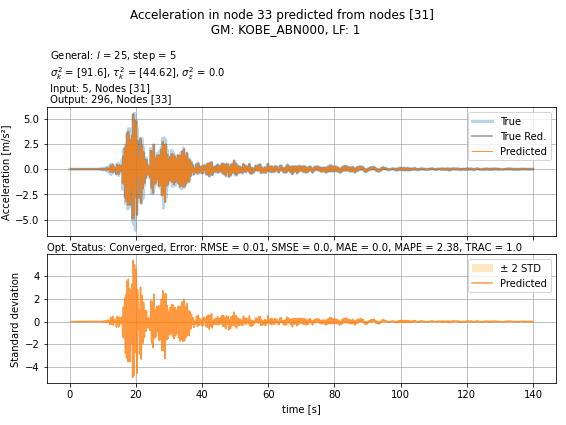 Acceleration in node 33 predicted from nodes [31]
GM: KOBE_ABN000, LF: 1
General: l = 25, step = 5
σ²ₖ = [91.6], τ²ₖ = [44.62], σ²ε = 0.0
Input: 5, Nodes [31]
Output: 296, Nodes [33]
Acceleration [m/s²]
5.0
2.5
0.0
−2.5
−5.0
True
True Red.
Predicted
Opt. Status: Converged, Error: RMSE = 0.01, SMSE = 0.0, MAE = 0.0, MAPE = 2.38, TRAC = 1.0
Standard deviation
4
2
0
−2
−4
± 2 STD
Predicted
0 20 40 60 80 100 120 140
time [s]